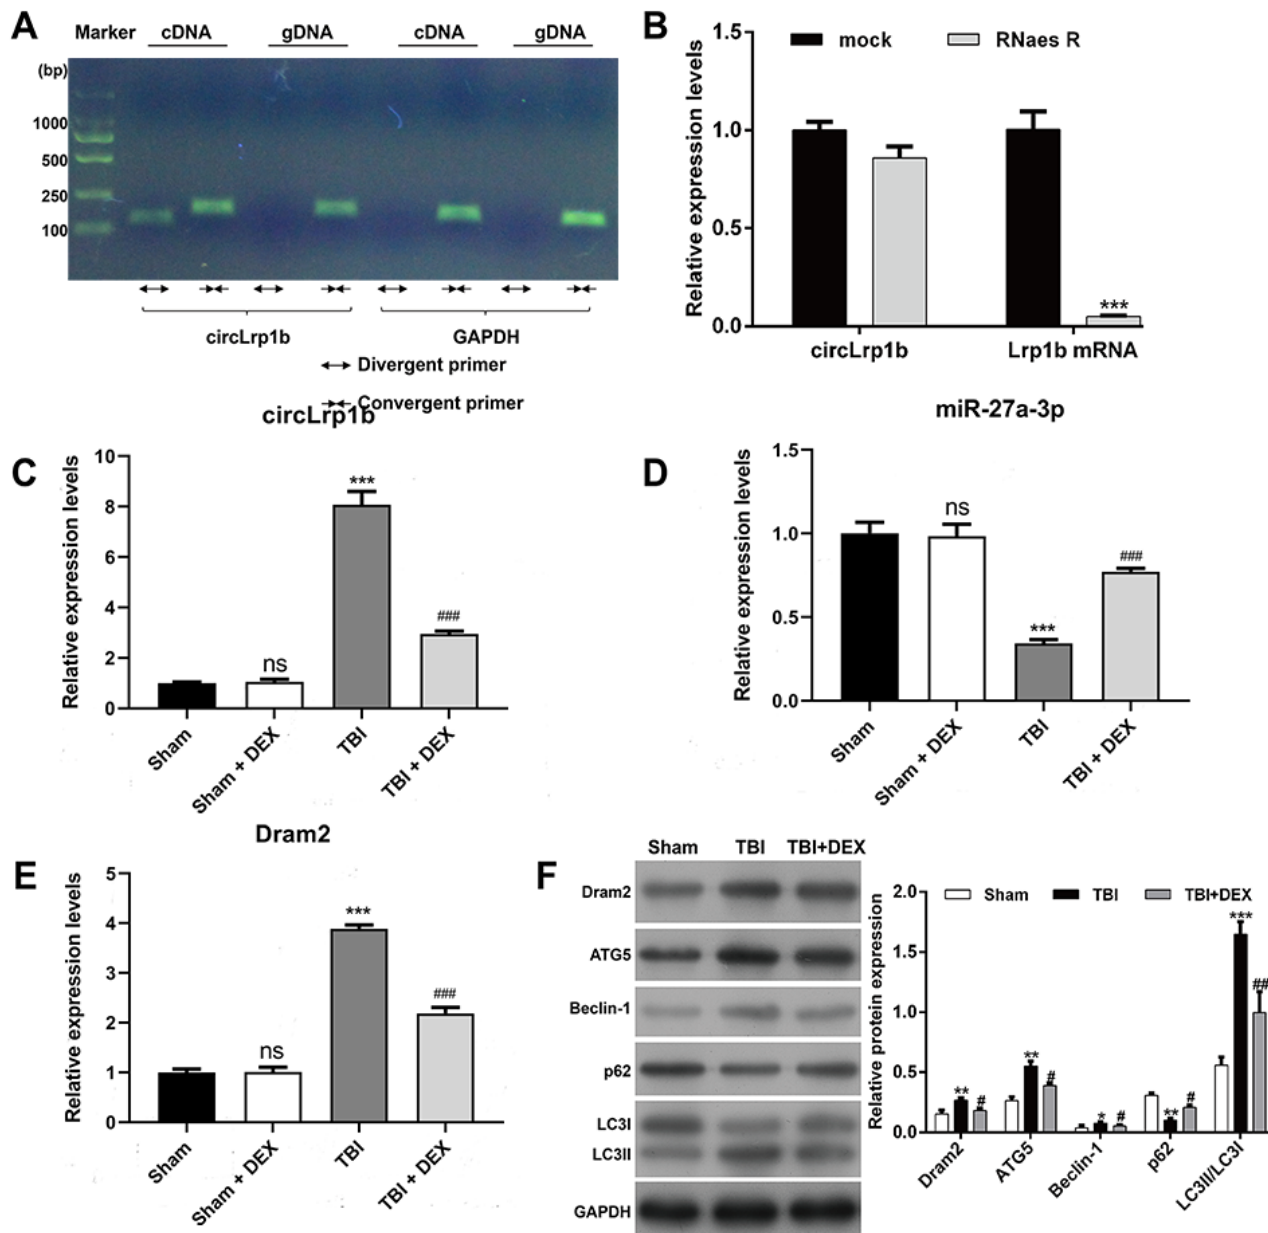 A
Marker cDNA gDNA cDNA gDNA
(bp)
1000
500
250
100
circLrp1b GAPDH
Divergent primer
Convergent primer
B
Relative expression levels
1.5
1.0
0.5
0.0
mock RNaes R
***
circLrp1b Lrp1b mRNA
C
circLrp1b
Relative expression levels
10
8
6
4
2
0
ns
***
###
Sham
Sham + DEX
TBI
TBI + DEX
D
miR-27a-3p
Relative expression levels
1.5
1.0
0.5
0.0
ns
***
###
Sham
Sham + DEX
TBI
TBI + DEX
E
Dram2
Relative expression levels
5
4
3
2
1
0
ns
***
###
Sham
Sham + DEX
TBI
TBI + DEX
F
Sham TBI TBI+DEX
Dram2
ATG5
Beclin-1
p62
LC3I
LC3II
GAPDH
Relative protein expression
2.0
1.5
1.0
0.5
0.0
Sham TBI TBI+DEX
** #
** #
* #
** #
*** ##
Dram2
ATG5
Beclin-1
p62
LC3II/LC3I